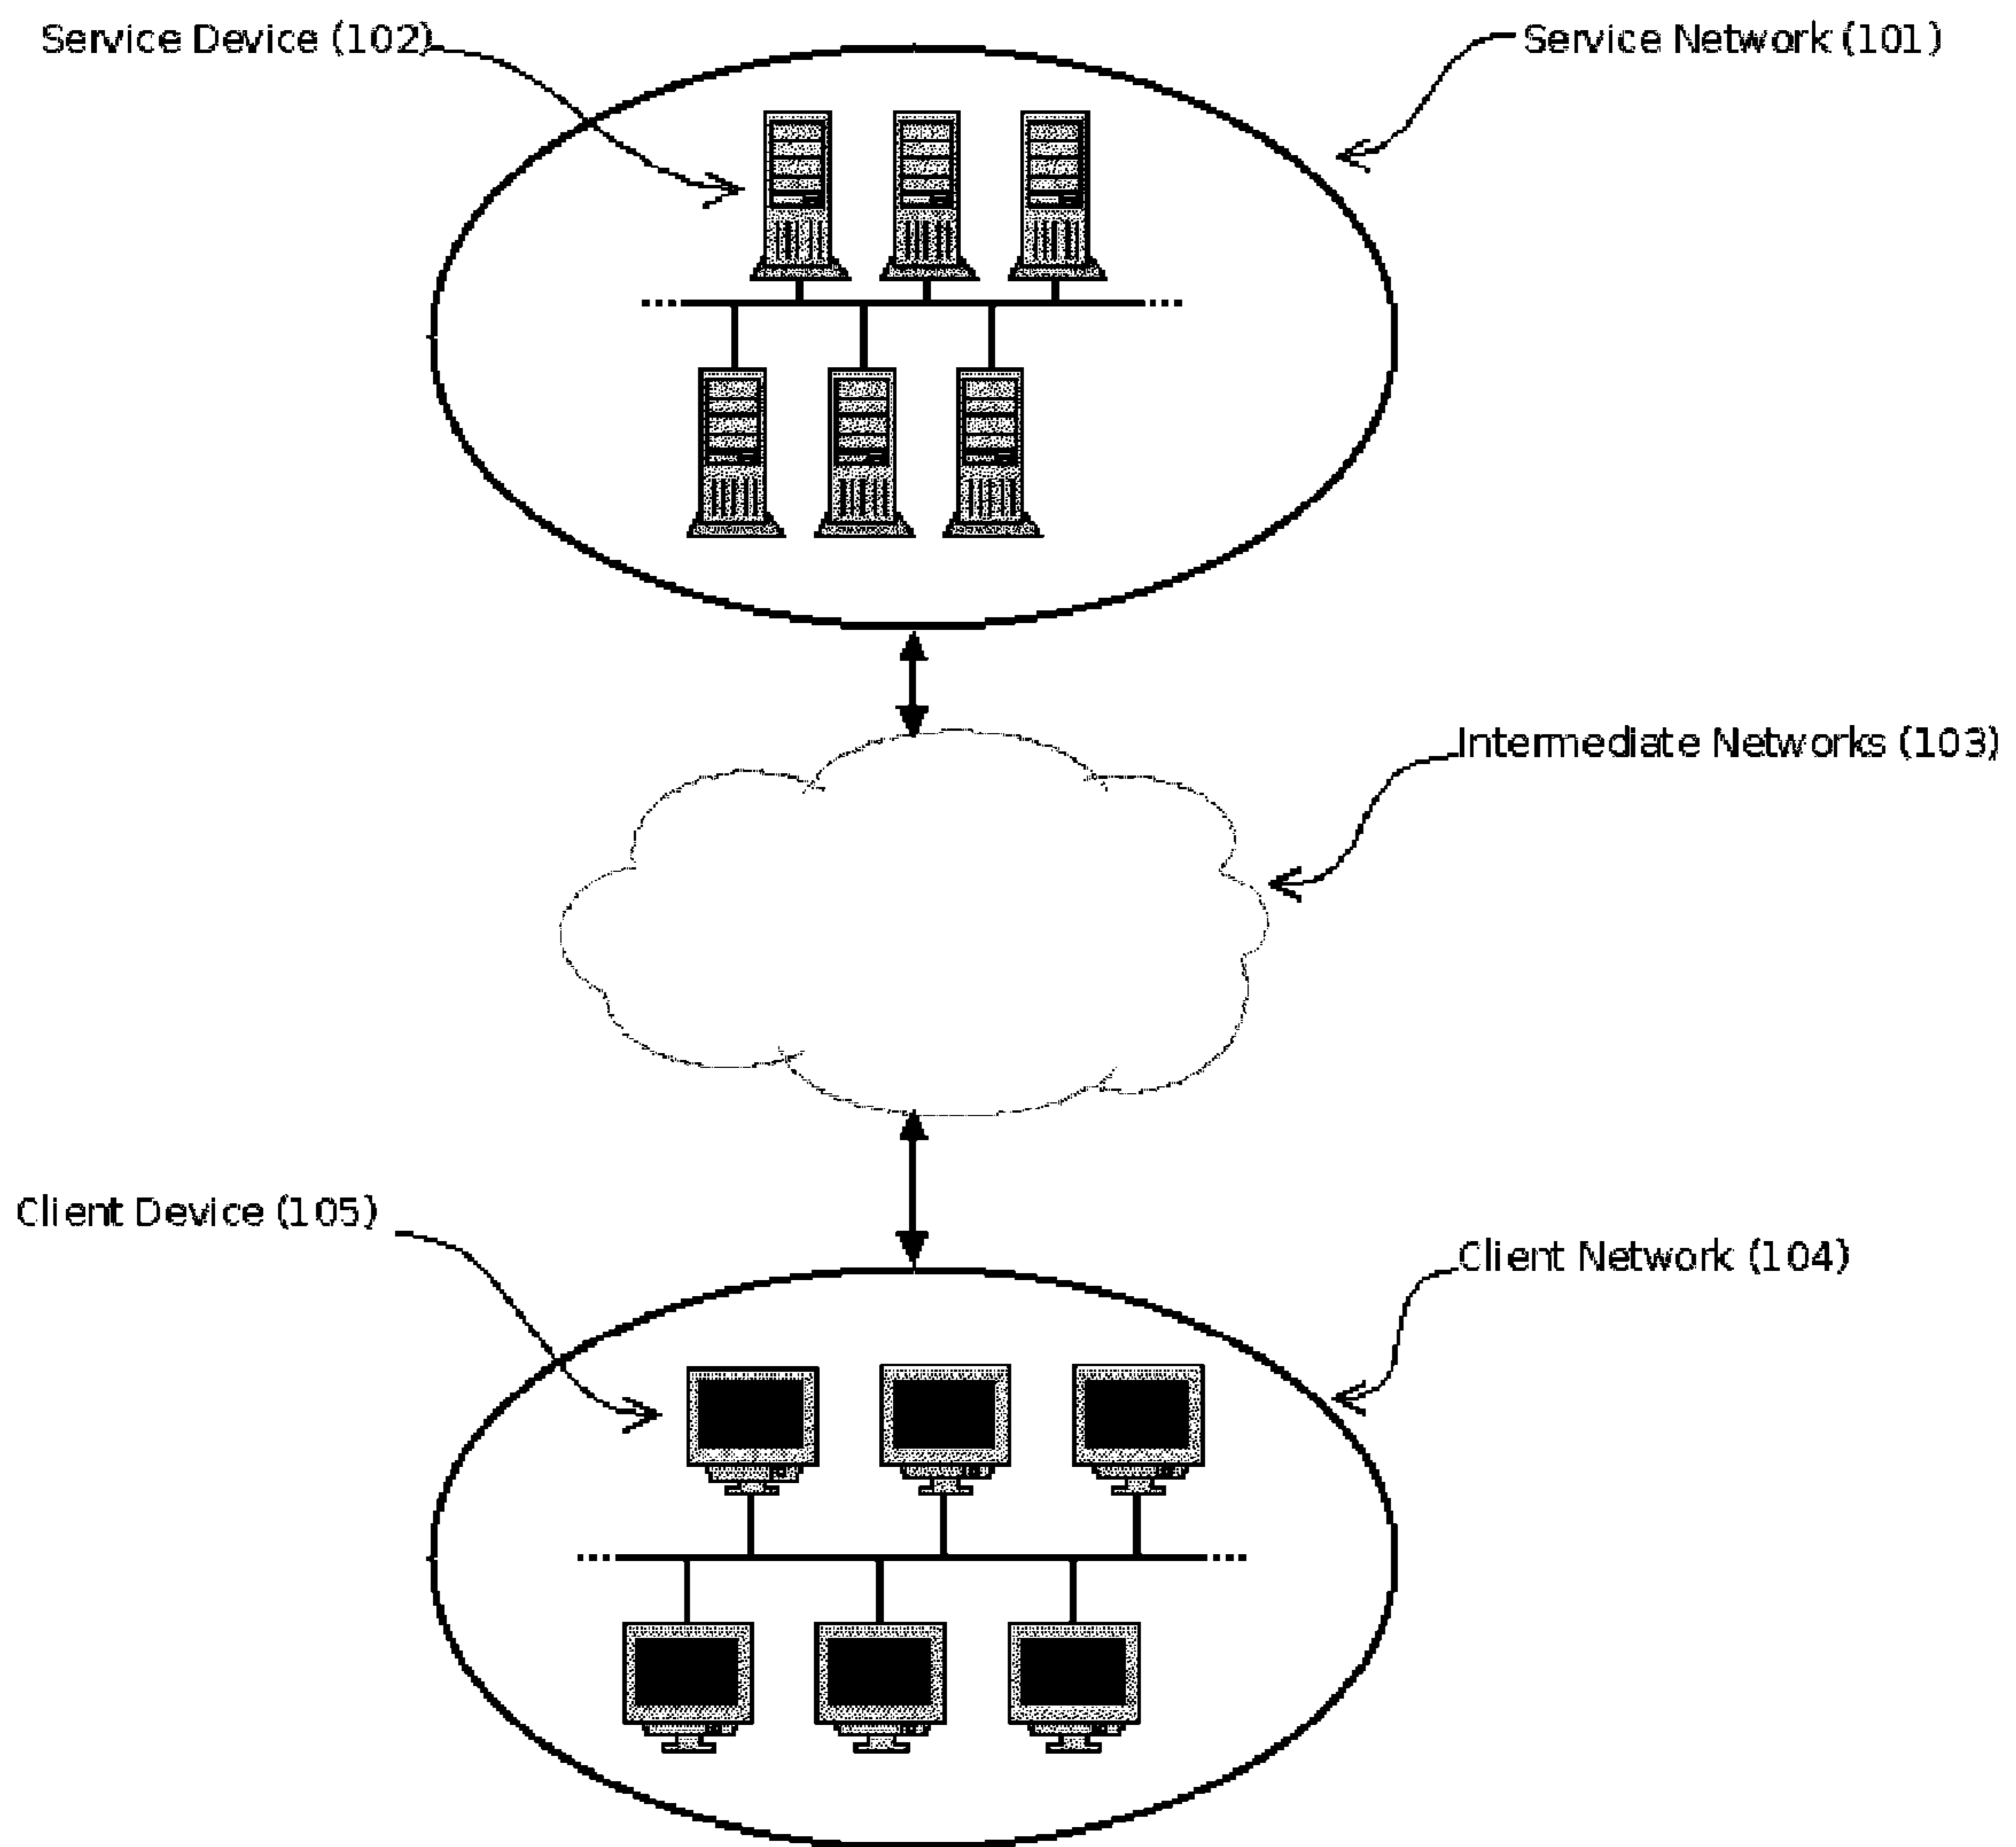 Service Device (102)
Service Network (101)
Intermediate Networks (103)
Client Device (105)
Client Network (104)